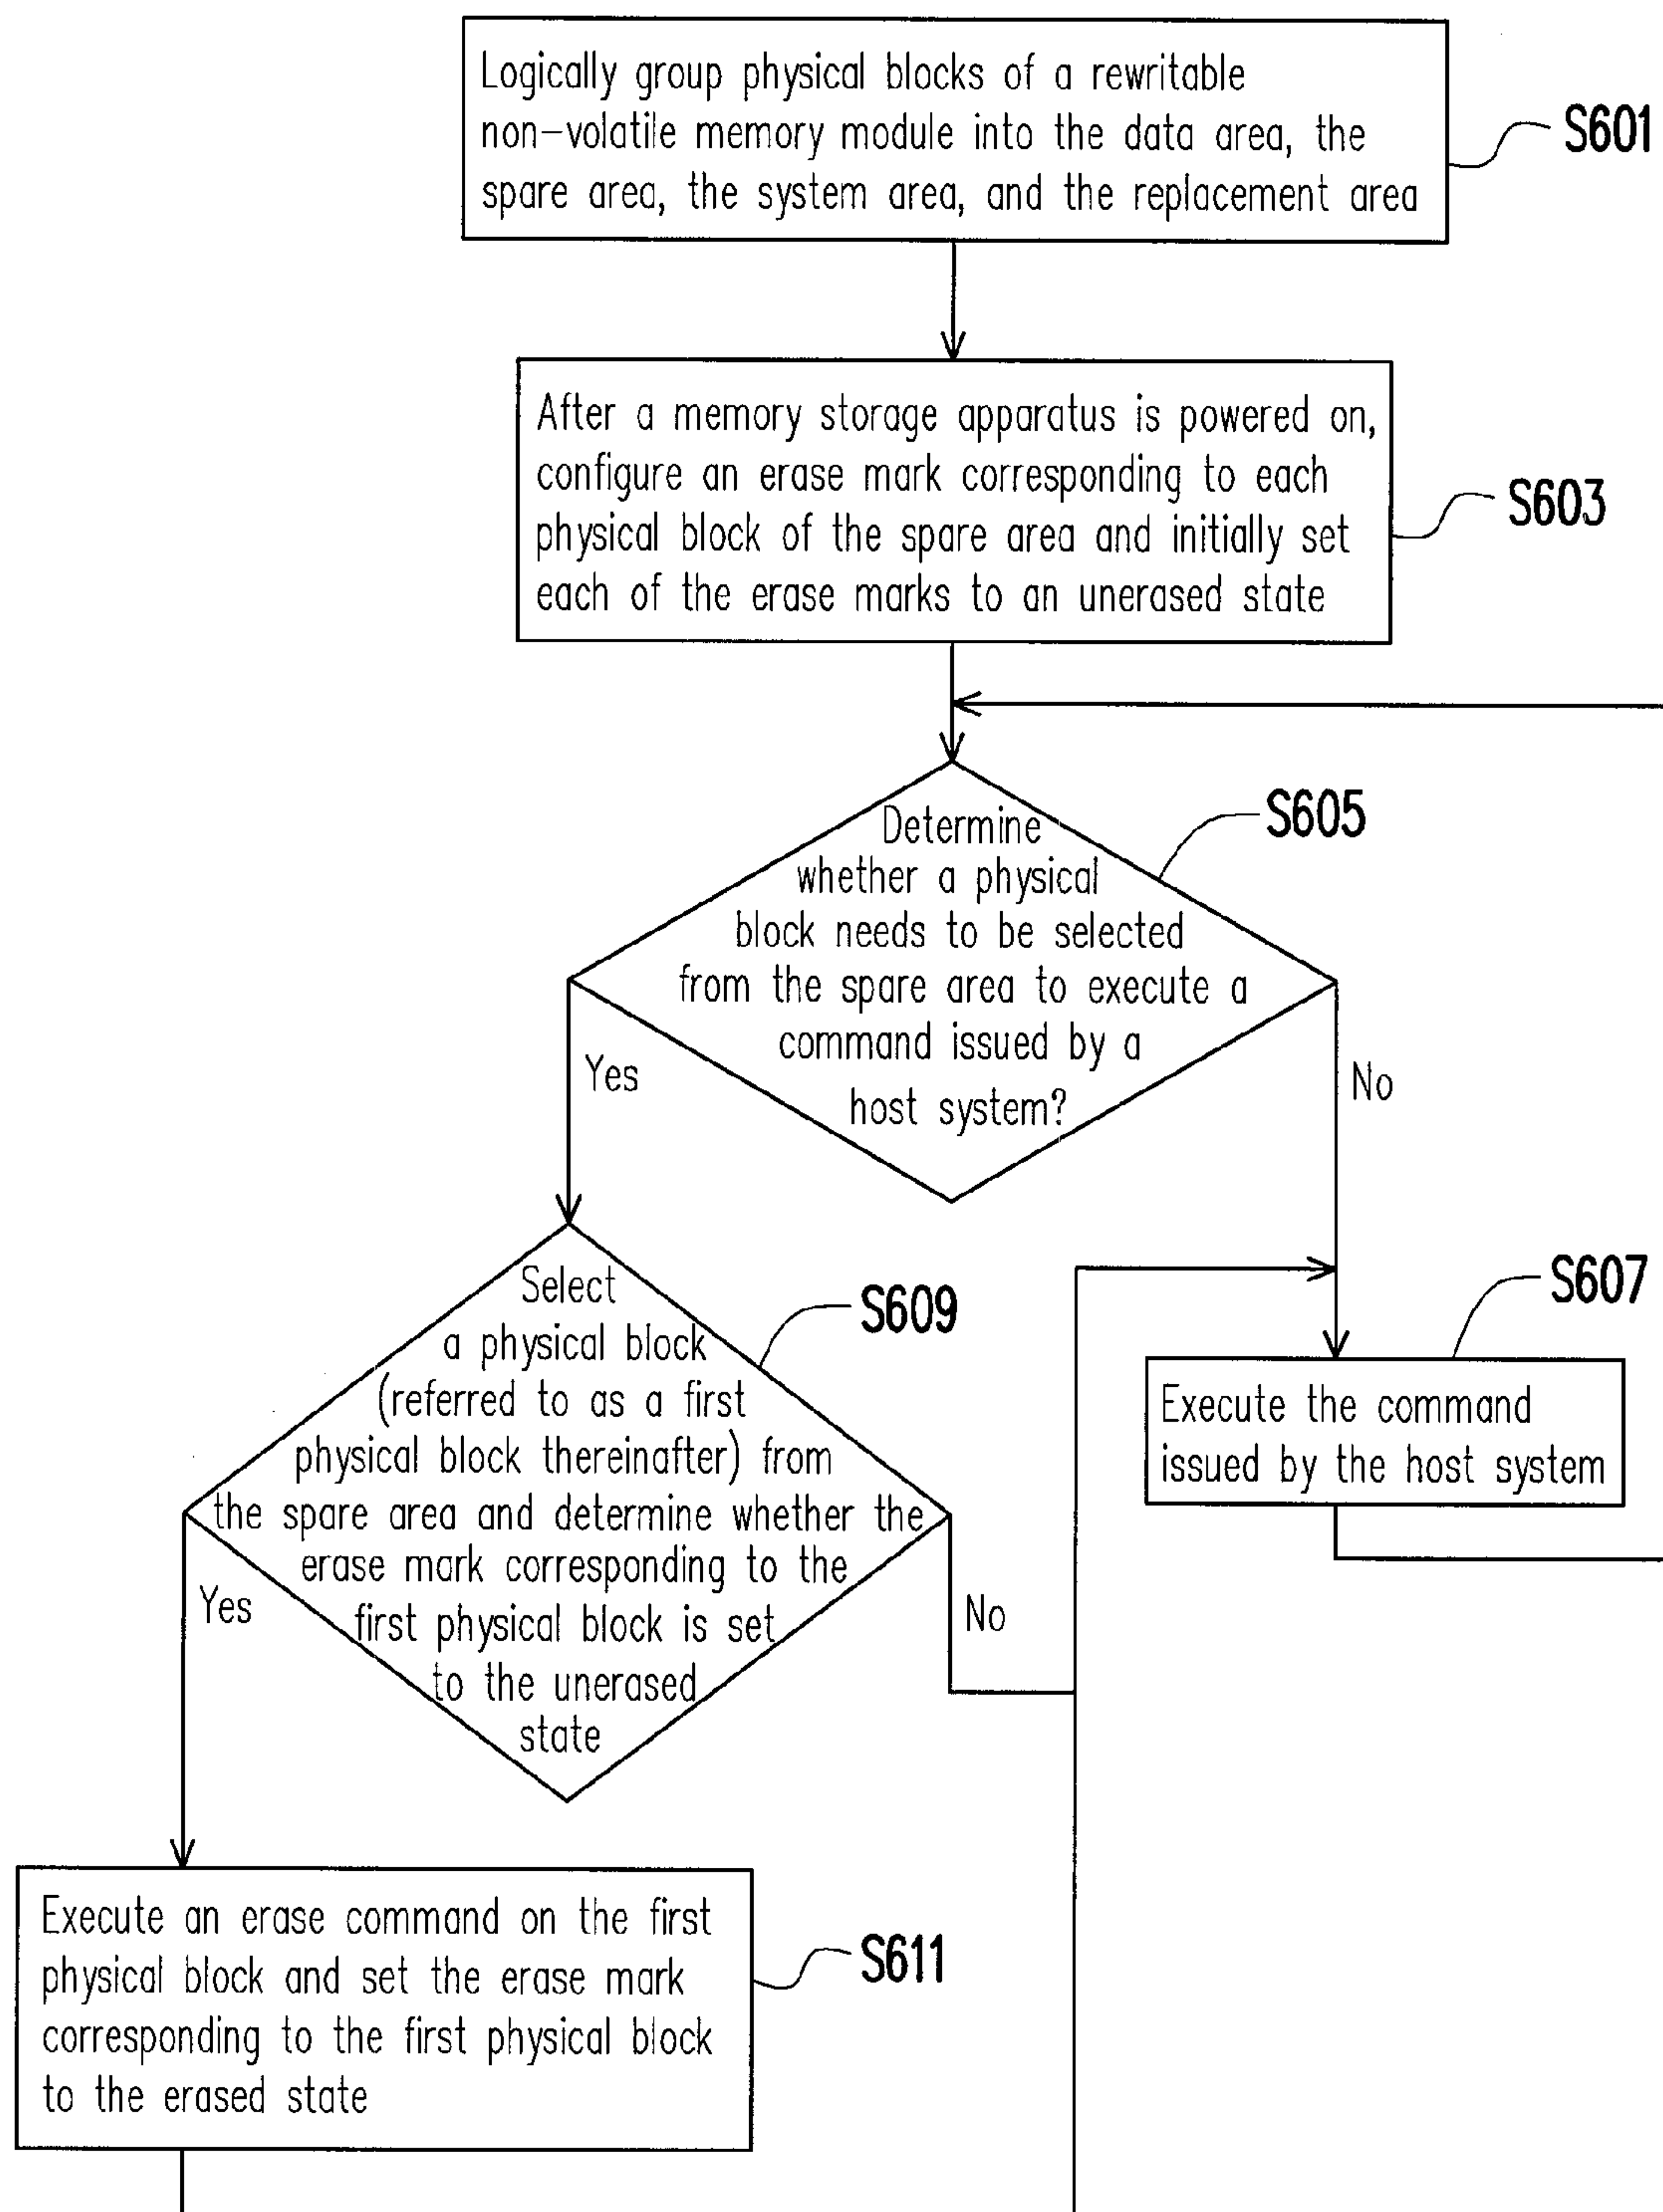 Logically group physical blocks of a rewritable
non-volatile memory module into the data area, the
spare area, the system area, and the replacement area
S601
After a memory storage apparatus is powered on,
configure an erase mark corresponding to each
physical block of the spare area and initially set
each of the erase marks to an unerased state
S603
Determine
whether a physical
block needs to be selected
from the spare area to execute a
command issued by a
host system?
S605
Yes
No
Select
a physical block
(referred to as a first
physical block thereinafter) from
the spare area and determine whether the
erase mark corresponding to the
first physical block is set
to the unerased
state
S609
S607
Execute the command
issued by the host system
Yes
No
Execute an erase command on the first
physical block and set the erase mark
corresponding to the first physical block
to the erased state
S611